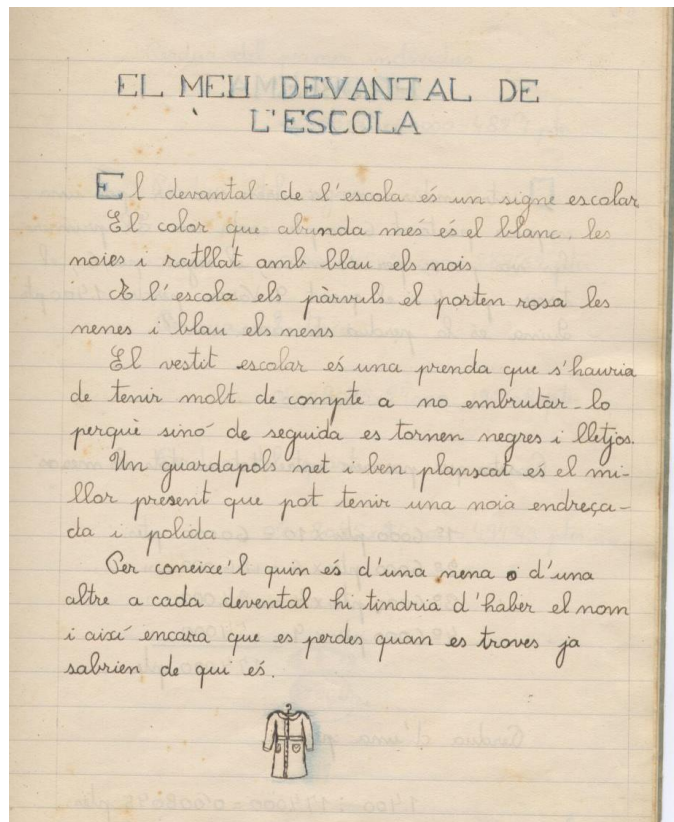 EL MEU DEVANTAL DE
L'ESCOLA
El devantal de l'escola és un signe escolar
El color que abunda més és el blanc. les
noies i ratllat amb blau els nois
A l'escola els pàrvuls el porten rosa les
nenes i blau els nens
El vestit escolar és una prenda que s'hauria
de tenir molt de compte a no embrutar-lo
perquè sinó de seguida es tornen negres i lletjos.
Un guardapols net i ben planxat és el mi-
llor present que pot tenir una noia endreça-
da i polida
Per coneixe'l quin és d'una nena o d'una
altre a cada devental hi tindria d'haber el nom
i així encara que es perdes quan es troves ja
sabrien de qui és.